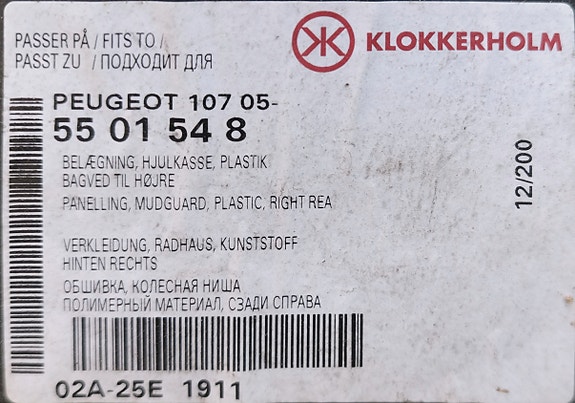 PASSER PÅ / FITS TO /
PASST ZU / ПОДХОДИТ ДЛЯ
KLOKKERHOLM
PEUGEOT 107 05-
55 01 54 8
BELÆGNING, HJULKASSE, PLASTIK
BAGVED TIL HØJRE
PANELLING, MUDGUARD, PLASTIC, RIGHT REA
VERKLEIDUNG, RADHAUS, KUNSTSTOFF
HINTEN RECHTS
ОБШИВКА, КОЛЕСНАЯ НИША
ПОЛИМЕРНЫЙ МАТЕРИАЛ, СЗАДИ СПРАВА
02A-25E 1911
12/200